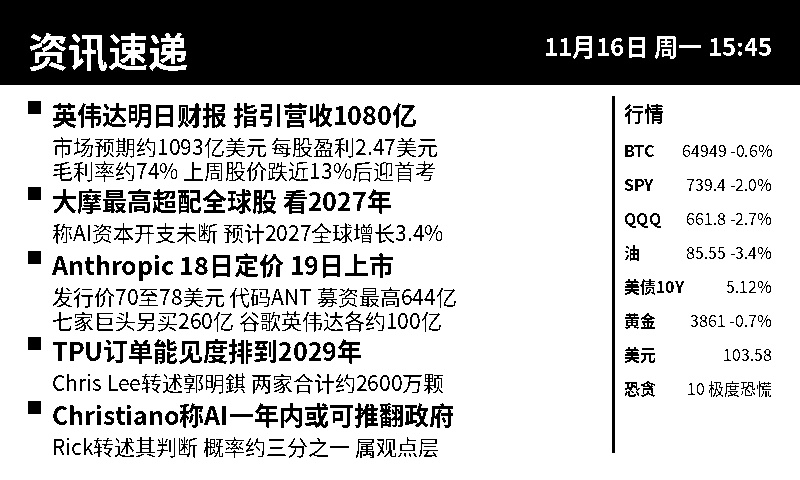 资讯速递
11月16日 周一 15:45
英伟达明日财报 指引营收1080亿
市场预期约1093亿美元 每股盈利2.47美元
毛利率约74% 上周股价跌近13%后迎首考
大摩最高超配全球股 看2027年
称AI资本开支未断 预计2027全球增长3.4%
Anthropic 18日定价 19日上市
发行价70至78美元 代码ANT 募资最高644亿
七家巨头另买260亿 谷歌英伟达各约100亿
TPU订单能见度排到2029年
Chris Lee转述郭明錤 两家合计约2600万颗
Christiano称AI一年内或可推翻政府
Rick转述其判断 概率约三分之一 属观点层
行情
BTC 64949 -0.6%
SPY 739.4 -2.0%
QQQ 661.8 -2.7%
油 85.55 -3.4%
美债10Y 5.12%
黄金 3861 -0.7%
美元 103.58
恐贪 10 极度恐慌